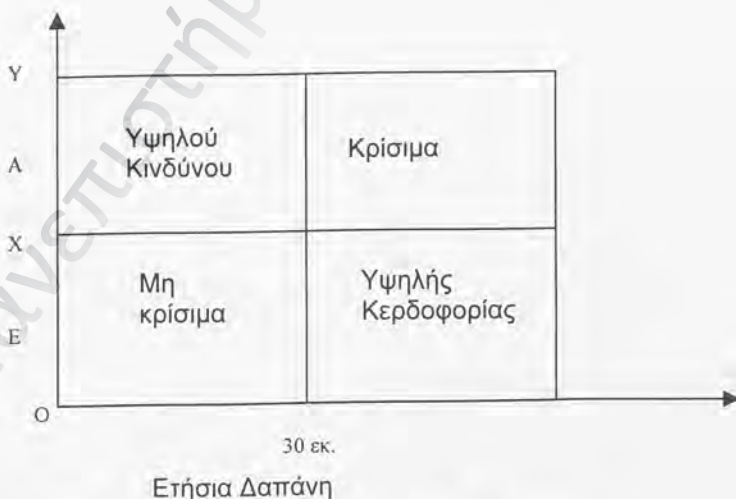 Υ
Υψηλού
Κινδύνου
Κρίσιμα
Α
Χ
Μη
κρίσιμα
Υψηλής
Κερδοφορίας
Ε
Ο
30 εκ.
Ετήσια Δαπάνη